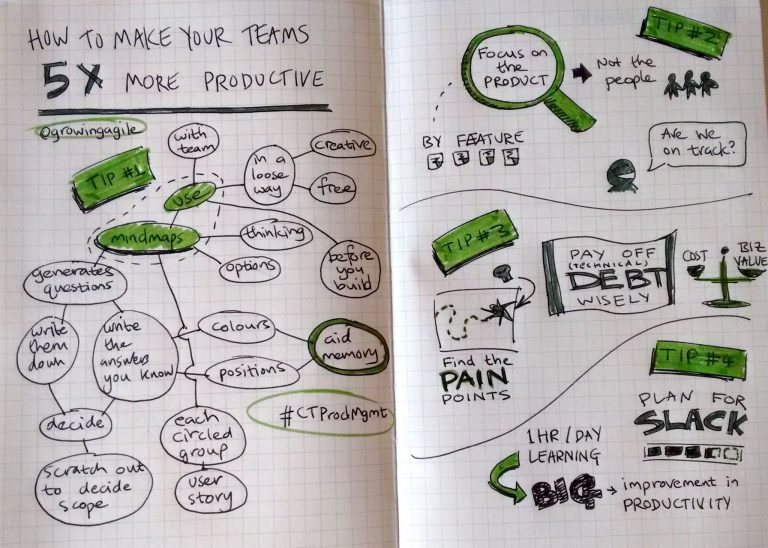 HOW TO MAKE YOUR TEAMS
5X MORE PRODUCTIVE
@growingagile
TIP #1
use
mindmaps
with
team
in a
loose
way
creative
free
before
you
build
thinking
options
generates
questions
write
them
down
write
the
answers
you know
decide
scratch out
to decide
scope
colours
positions
aid
memory
each
circled
group
user
story
#CTProdMgmt
TIP #2
Focus on
the
PRODUCT
Not the
people
BY FEATURE
Are we
on track?
TIP #3
Find the
PAIN
POINTS
PAY OFF
(TECHNICAL)
DEBT
WISELY
COST
BIZ
VALUE
TIP #4
PLAN FOR
SLACK
1HR/DAY
LEARNING
BIG
improvement in
PRODUCTIVITY